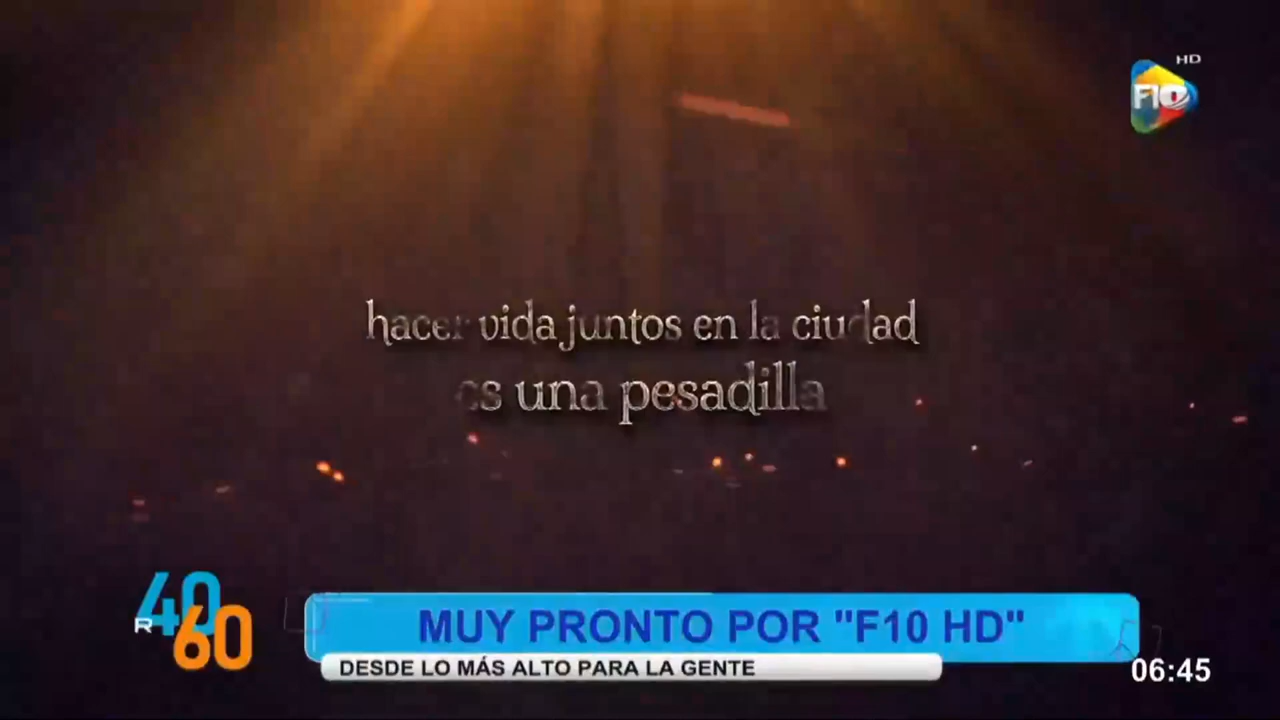 HD
F10
hacer vida juntos en la ciudad
es una pesadilla
R 40
60
MUY PRONTO POR "F10 HD"
DESDE LO MÁS ALTO PARA LA GENTE
06:45